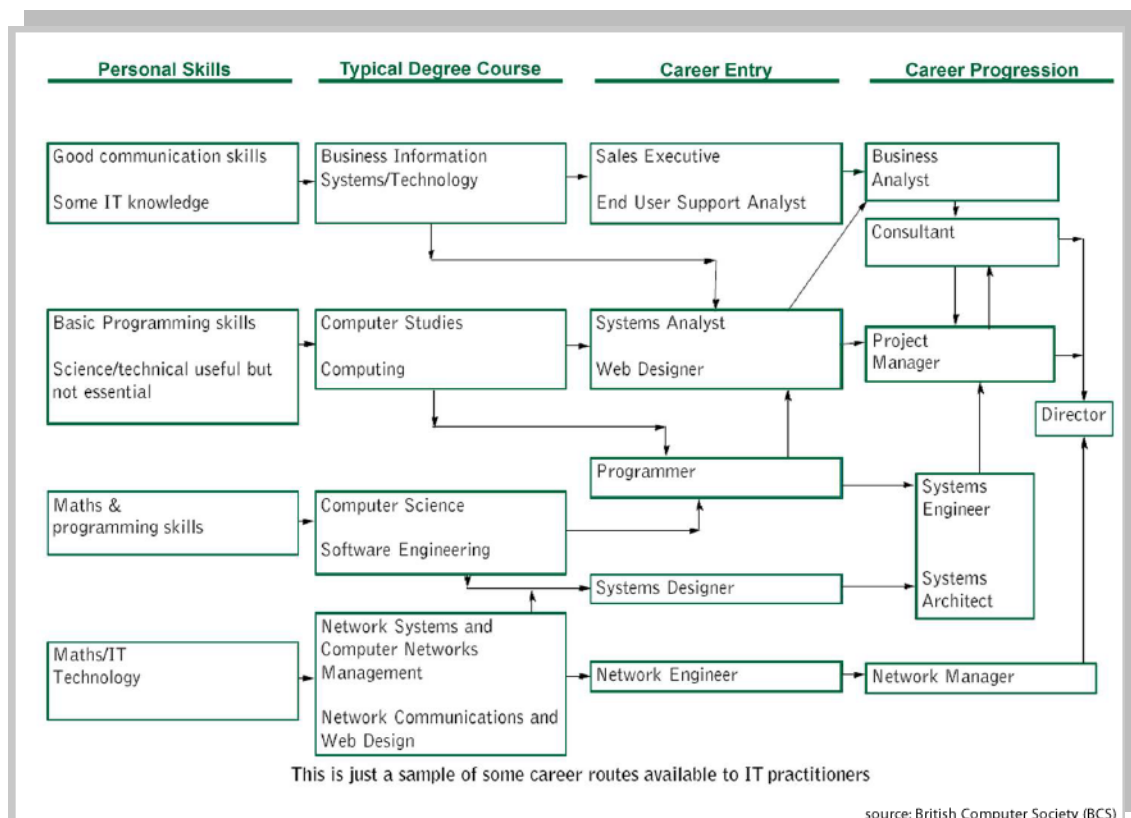 Personal Skills
Typical Degree Course
Career Entry
Career Progression
Good communication skills
Some IT knowledge
Business Information
Systems/Technology
Sales Executive
End User Support Analyst
Business
Analyst
Consultant
Basic Programming skills
Science/technical useful but
not essential
Computer Studies
Computing
Systems Analyst
Web Designer
Project
Manager
Director
Programmer
Maths &
programming skills
Computer Science
Software Engineering
Systems
Engineer
Systems
Architect
Systems Designer
Maths/IT
Technology
Network Systems and
Computer Networks
Management
Network Communications and
Web Design
Network Engineer
Network Manager
This is just a sample of some career routes available to IT practitioners
source: British Computer Society (BCS)